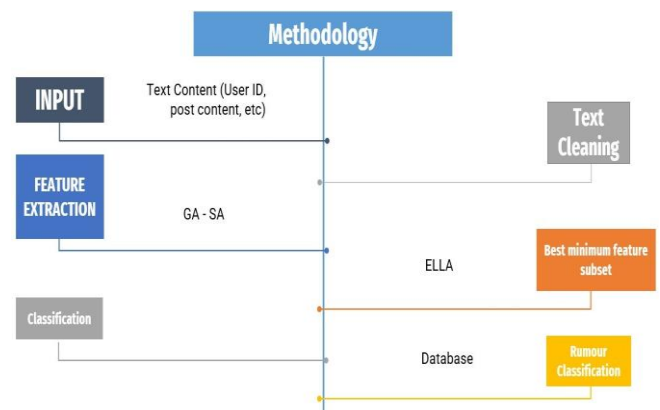 Methodology
INPUT
Text Content (User ID,
post content, etc)
Text
Cleaning
FEATURE
EXTRACTION
GA - SA
ELLA
Best minimum feature
subset
Classification
Database
Rumour
Classification